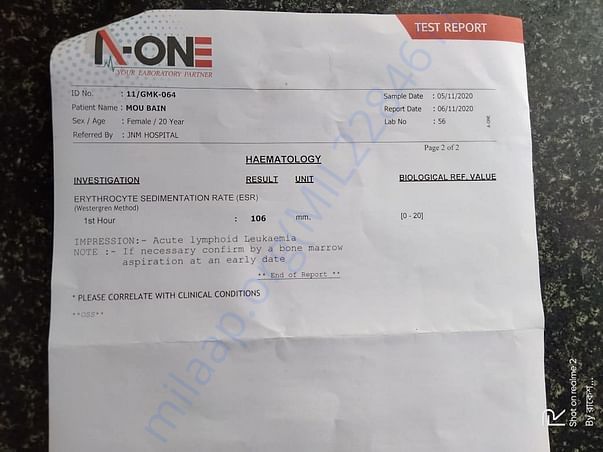 A-ONE
YOUR LABORATORY PARTNER
TEST REPORT
ID No. : 11/GMK-064
Patient Name : MOU BAIN
Sex / Age : Female / 20 Year
Referred By : JNM HOSPITAL
Sample Date : 05/11/2020
Report Date : 06/11/2020
Lab No : 56
A-ONE
Page 2 of 2
HAEMATOLOGY
INVESTIGATION RESULT UNIT BIOLOGICAL REF. VALUE
ERYTHROCYTE SEDIMENTATION RATE (ESR)
(Westergren Method)
1st Hour : 106 mm. [0 - 20]
IMPRESSION:- Acute lymphoid Leukaemia
NOTE :- If necessary confirm by a bone marrow
aspiration at an early date
** End of Report **
* PLEASE CORRELATE WITH CLINICAL CONDITIONS
**OSS**
Shot on realme 2
By রাকেশ...